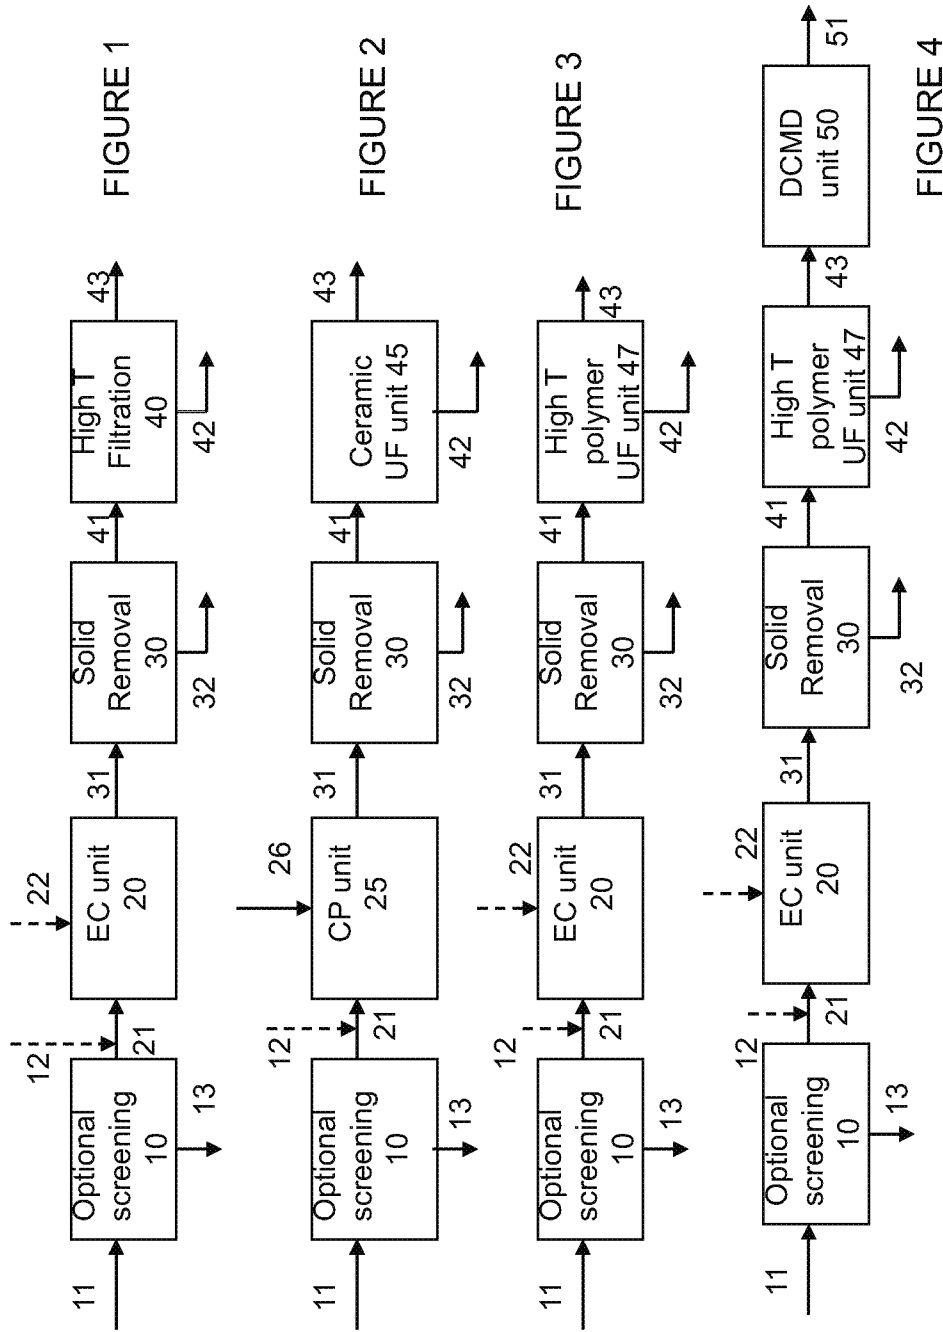 FIGURE 1
11
Optional
screening
10
13
12
21
22
EC unit
20
31
Solid
Removal
30
32
41
High T
Filtration
40
42
43
FIGURE 2
11
Optional
screening
10
13
12
21
26
CP unit
25
31
Solid
Removal
30
32
41
Ceramic
UF unit 45
42
43
FIGURE 3
11
Optional
screening
10
13
12
21
22
EC unit
20
31
Solid
Removal
30
32
41
High T
polymer
UF unit 47
42
43
FIGURE 4
11
Optional
screening
10
13
12
21
22
EC unit
20
31
Solid
Removal
30
32
41
High T
polymer
UF unit 47
42
43
DCMD
unit 50
51